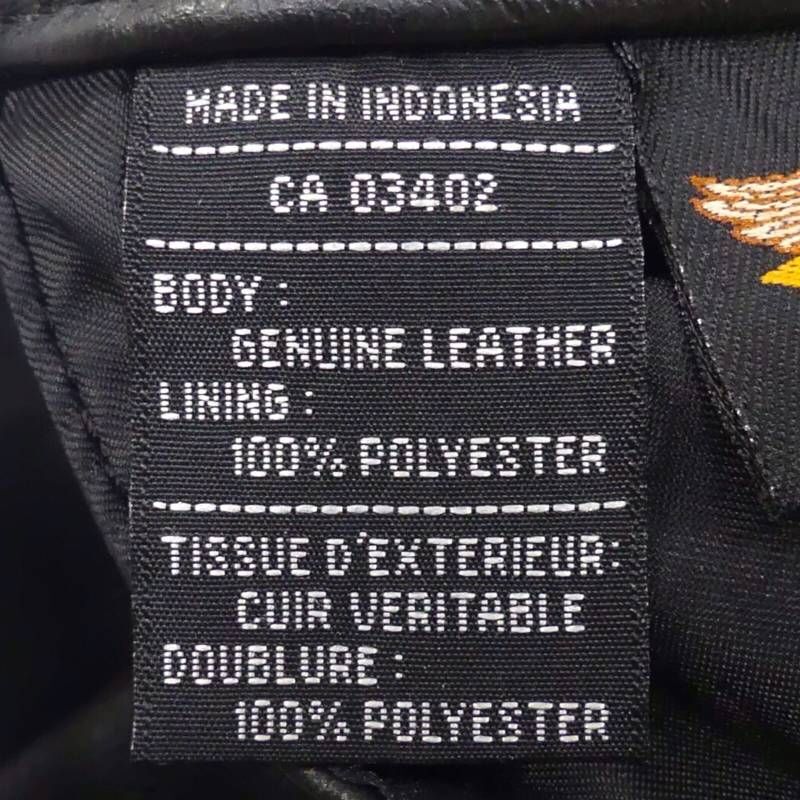 MADE IN INDONESIA
CA 03402
BODY :
GENUINE LEATHER
LINING :
100% POLYESTER
TISSUE D'EXTERIEUR:
CUIR VERITABLE
DOUBLURE :
100% POLYESTER